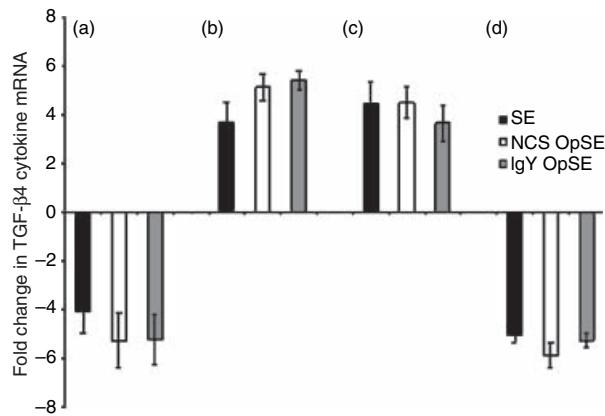 Fold change in TGF-β4 cytokine mRNA
8
6
4
2
0
−2
−4
−6
−8
(a)
(b)
(c)
(d)
SE
NCS OpSE
IgY OpSE